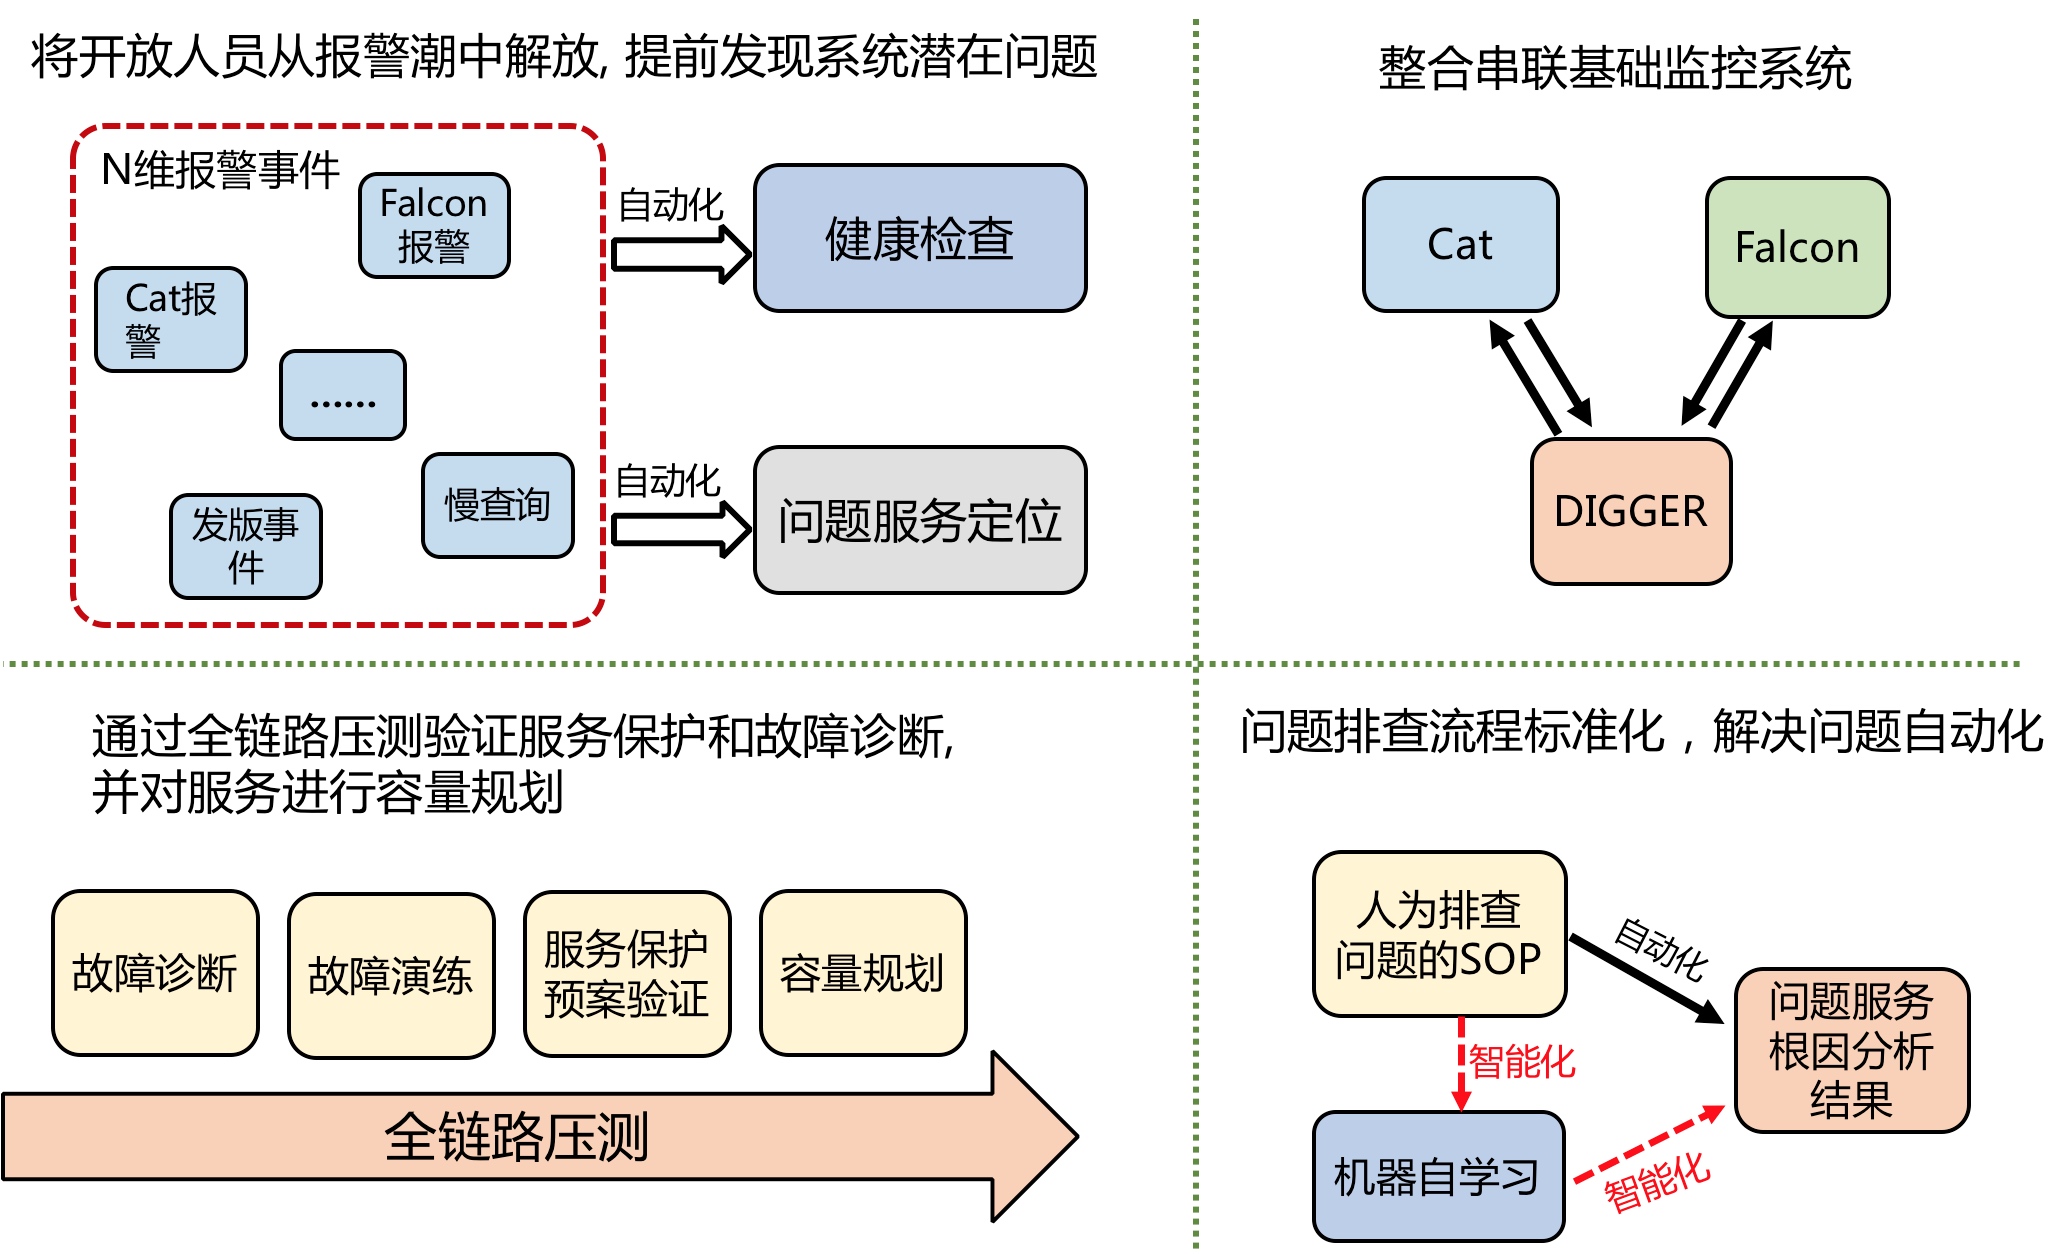 将开放人员从报警潮中解放, 提前发现系统潜在问题
N维报警事件
Falcon
报警
Cat报
警
......
慢查询
发版事
件
自动化
健康检查
自动化
问题服务定位
整合串联基础监控系统
Cat
Falcon
DIGGER
通过全链路压测验证服务保护和故障诊断,
并对服务进行容量规划
故障诊断
故障演练
服务保护
预案验证
容量规划
全链路压测
问题排查流程标准化，解决问题自动化
人为排查
问题的SOP
自动化
智能化
机器自学习
智能化
问题服务
根因分析
结果